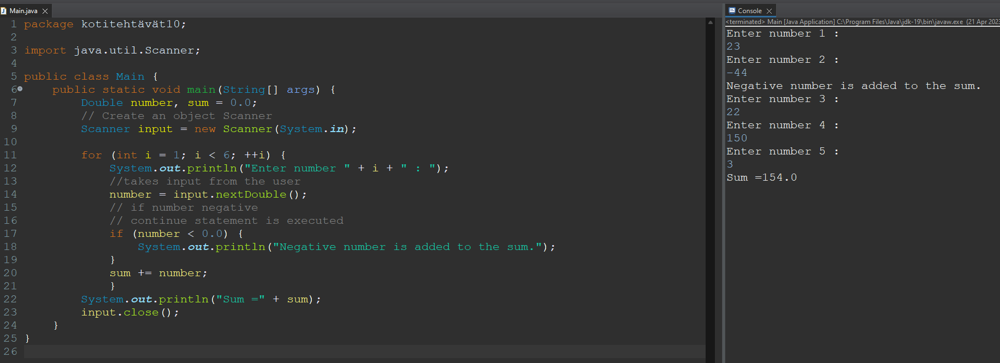 Main.java
1 package kotitehtävät10;
2
3 import java.util.Scanner;
4
5 public class Main {
6 public static void main(String[] args) {
7 Double number, sum = 0.0;
8 // Create an object Scanner
9 Scanner input = new Scanner(System.in);
10
11 for (int i = 1; i < 6; ++i) {
12 System.out.println("Enter number " + i + " : ");
13 //takes input from the user
14 number = input.nextDouble();
15 // if number negative
16 // continue statement is executed
17 if (number < 0.0) {
18 System.out.println("Negative number is added to the sum.");
19 }
20 sum += number;
21 }
22 System.out.println("Sum =" + sum);
23 input.close();
24 }
25 }
26
Console
<terminated> Main [Java Application] C:\Program Files\Java\jdk-19\bin\javaw.exe (21 Apr 2023
Enter number 1 :
23
Enter number 2 :
-44
Negative number is added to the sum.
Enter number 3 :
22
Enter number 4 :
150
Enter number 5 :
3
Sum =154.0